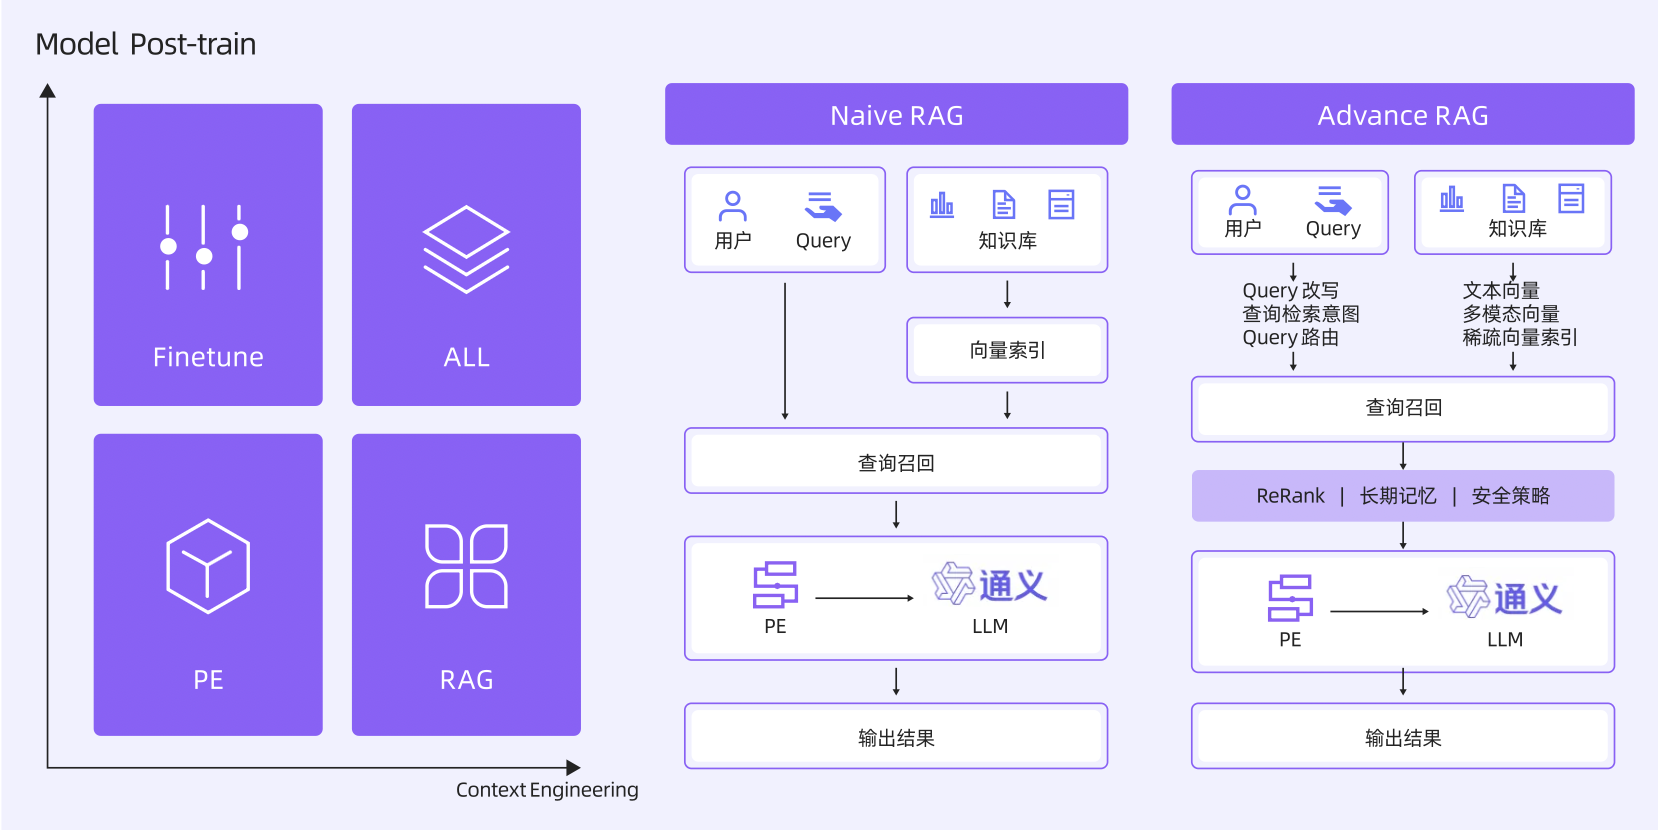 Model Post-train
Finetune
ALL
PE
RAG
Context Engineering
Naive RAG
用户
Query
知识库
向量索引
查询召回
通义
PE
LLM
输出结果
Advance RAG
用户
Query
知识库
Query 改写
查询检索意图
Query 路由
文本向量
多模态向量
稀疏向量索引
查询召回
ReRank | 长期记忆 | 安全策略
通义
PE
LLM
输出结果